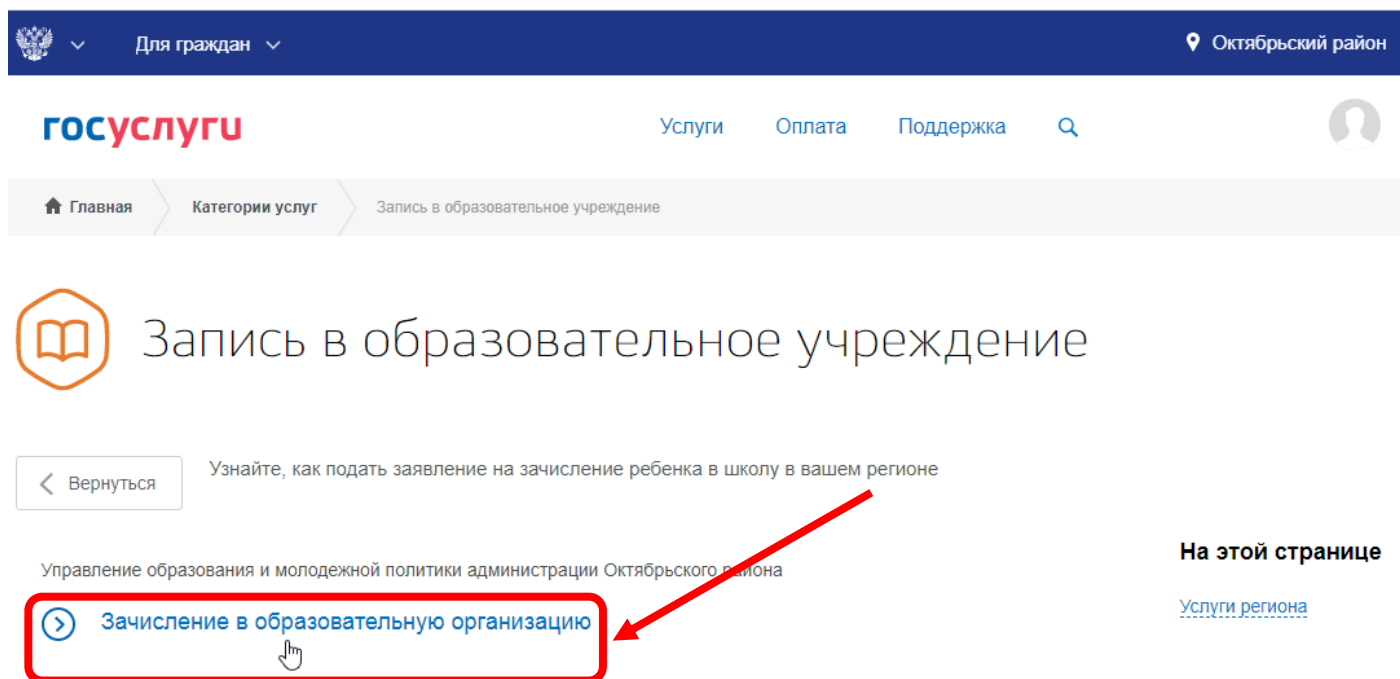 Для граждан
Октябрьский район
госуслуги
Услуги Оплата Поддержка
Главная Категории услуг Запись в образовательное учреждение
Запись в образовательное учреждение
Вернуться
Узнайте, как подать заявление на зачисление ребенка в школу в вашем регионе
На этой странице
Управление образования и молодежной политики администрации Октябрьского района
Услуги региона
Зачисление в образовательную организацию